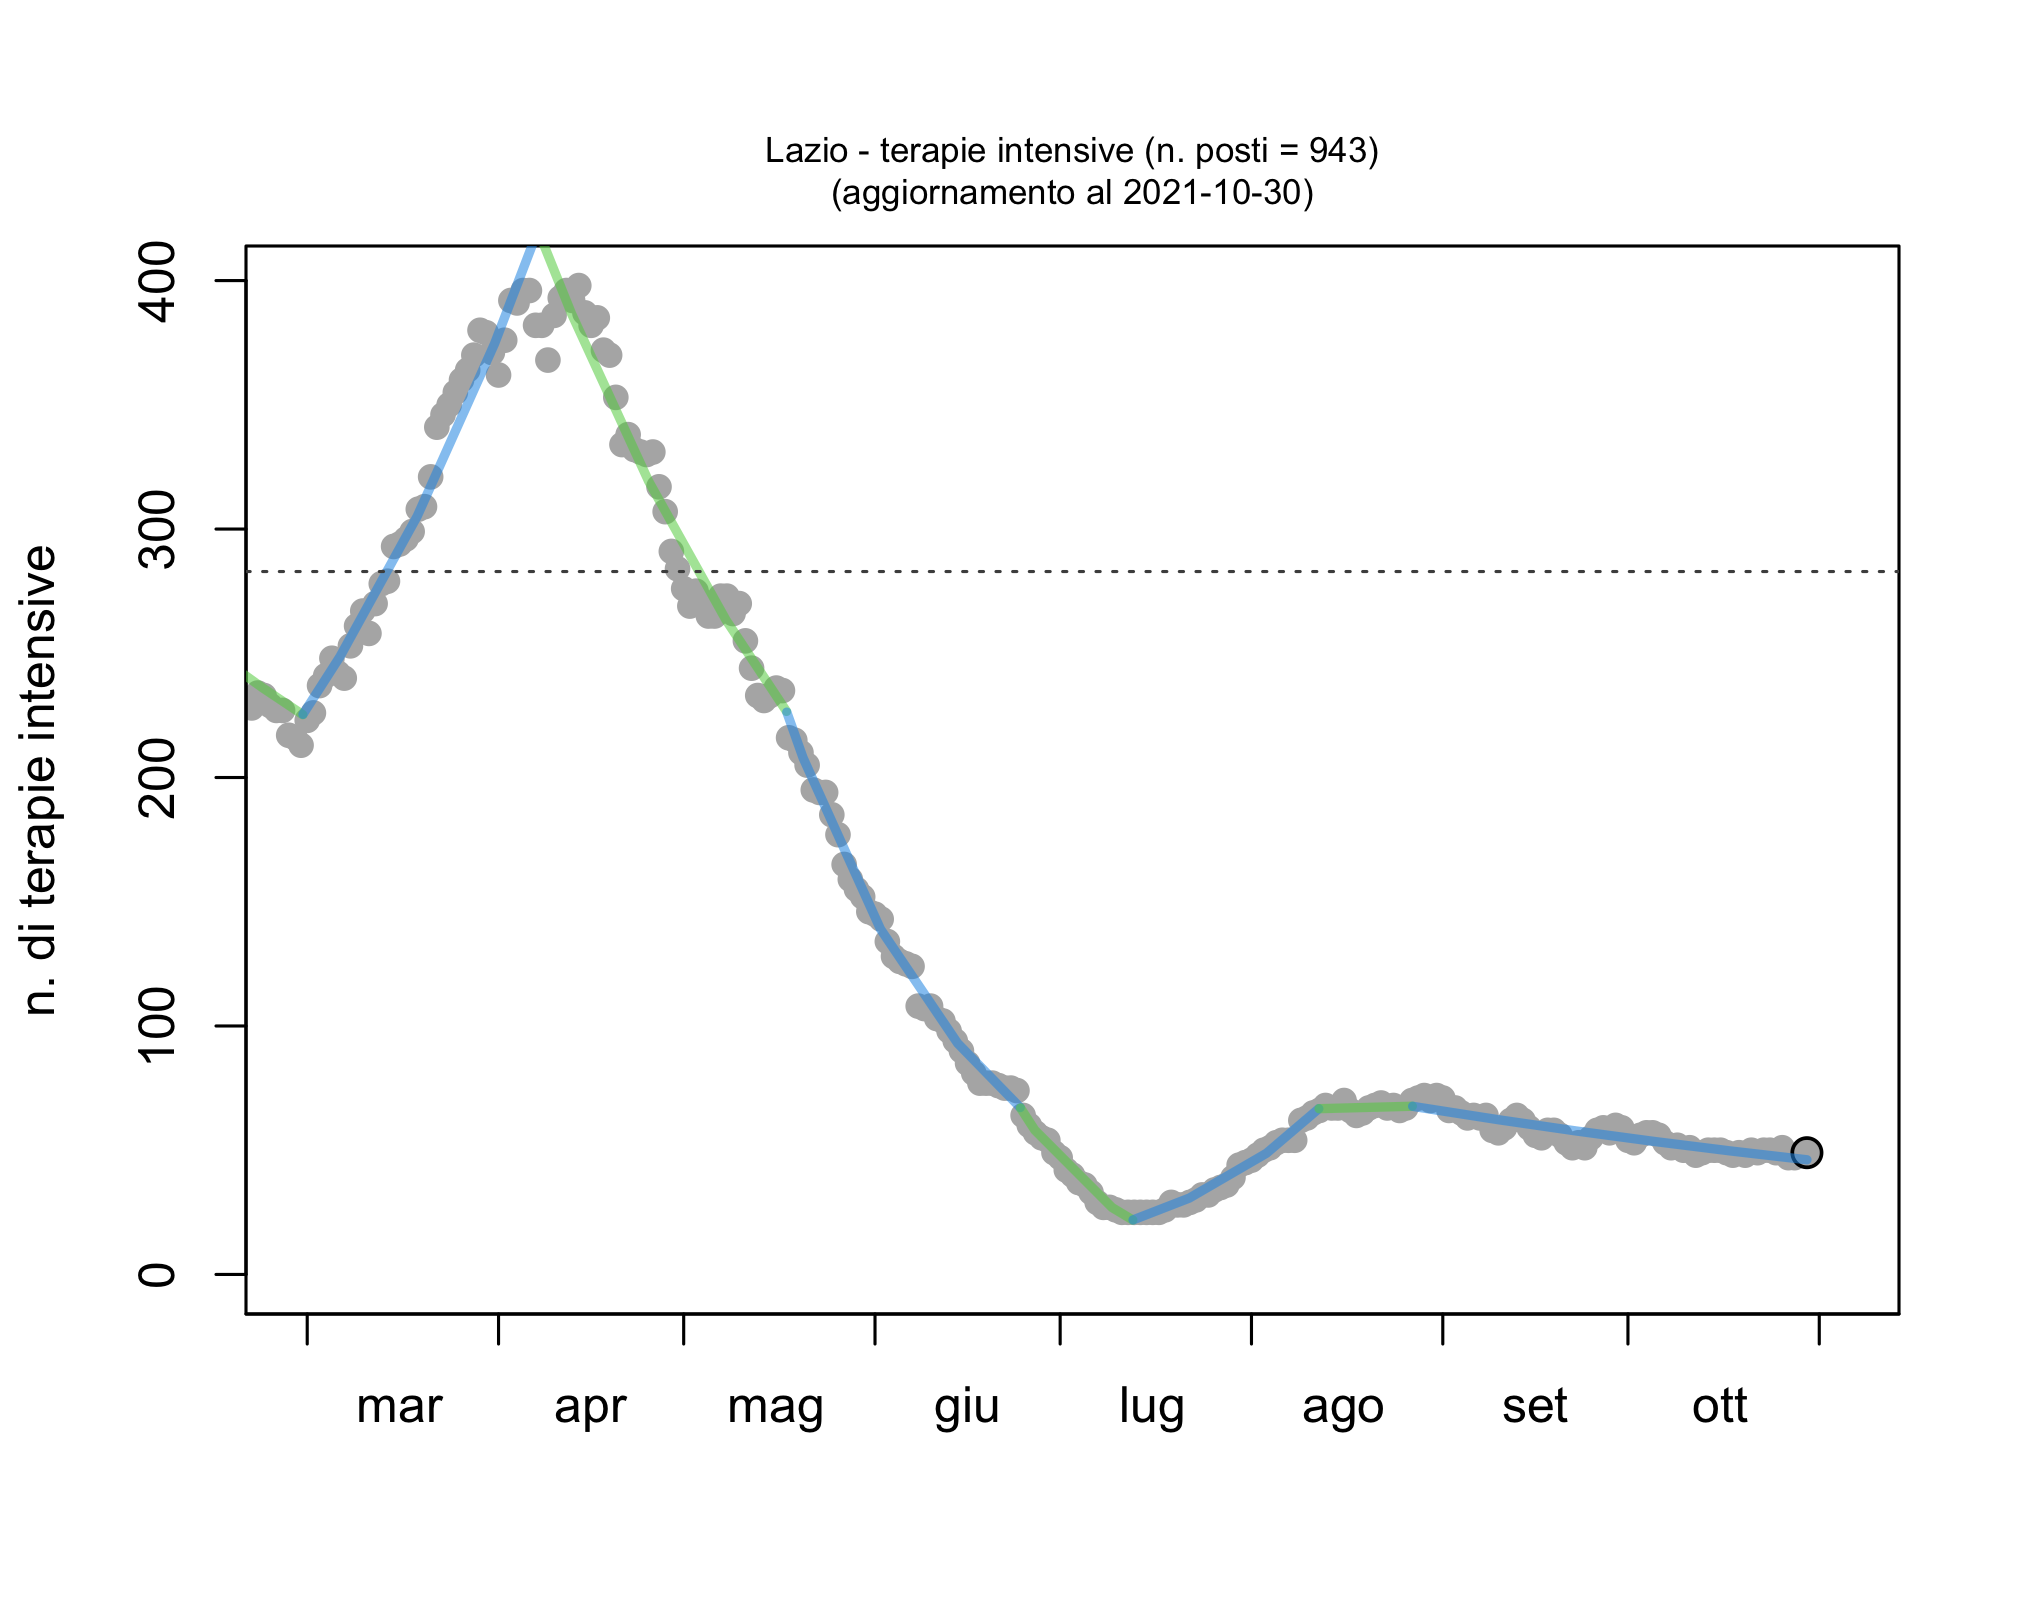 Lazio - terapie intensive (n. posti = 943)
(aggiornamento al 2021-10-30)
n. di terapie intensive
400
300
200
100
0
mar apr mag giu lug ago set ott